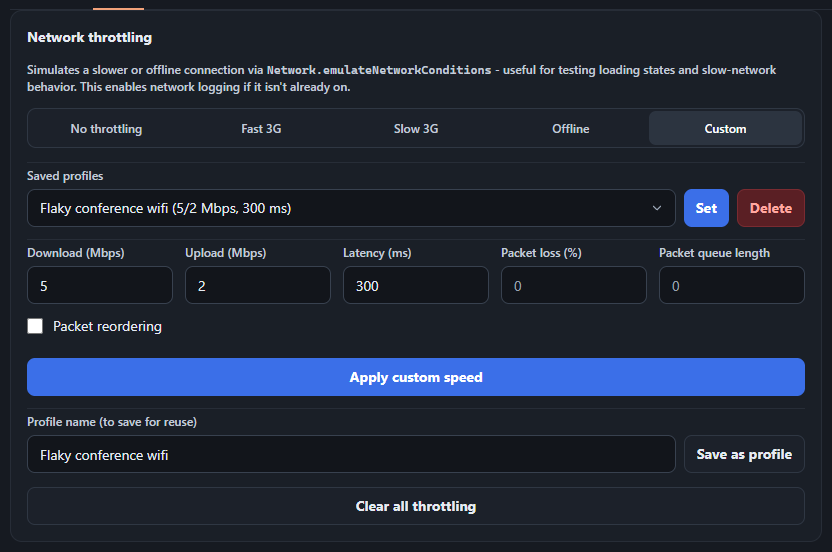 Network throttling
Simulates a slower or offline connection via Network.emulateNetworkConditions - useful for testing loading states and slow-network
behavior. This enables network logging if it isn't already on.
No throttling Fast 3G Slow 3G Offline Custom
Saved profiles
Flaky conference wifi (5/2 Mbps, 300 ms) Set Delete
Download (Mbps) Upload (Mbps) Latency (ms) Packet loss (%) Packet queue length
5 2 300 0 0
Packet reordering
Apply custom speed
Profile name (to save for reuse)
Flaky conference wifi Save as profile
Clear all throttling